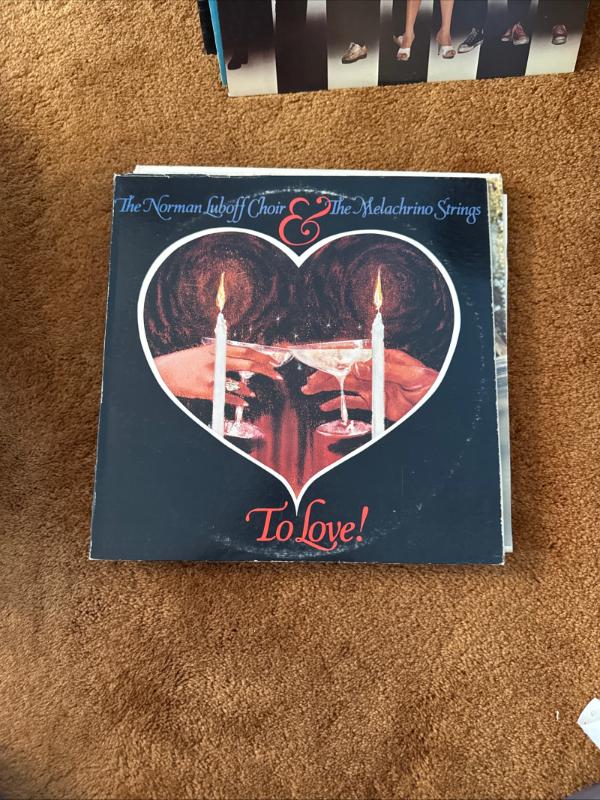 The Norman Luboff Choir & The Melachrino Strings
To Love!